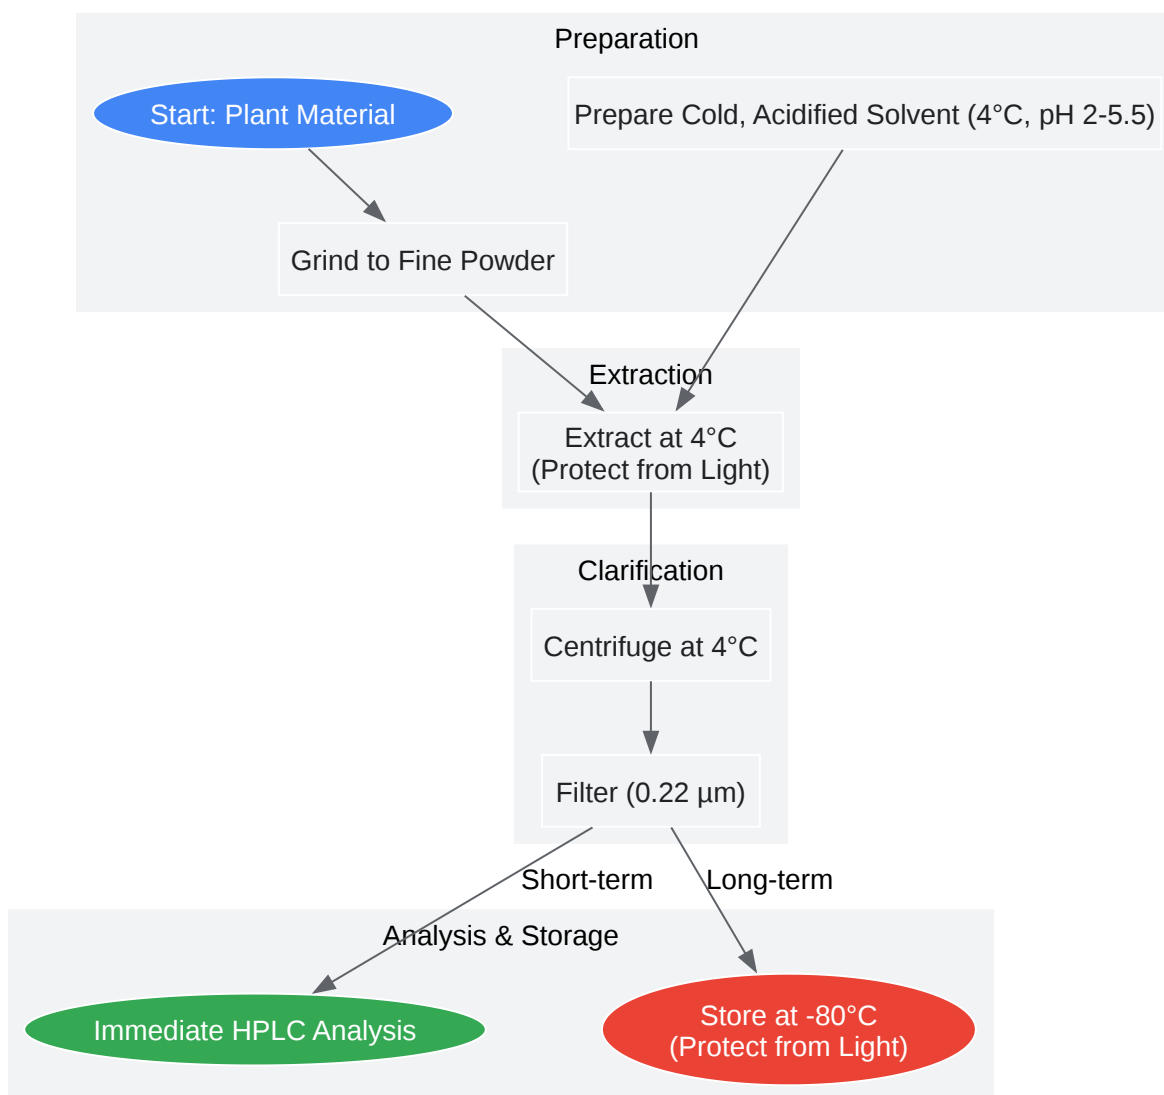 Preparation
Start: Plant Material
Prepare Cold, Acidified Solvent (4°C, pH 2-5.5)
Grind to Fine Powder
Extraction
Extract at 4°C
(Protect from Light)
Clarification
Centrifuge at 4°C
Filter (0.22 µm)
Short-term
Long-term
Analysis & Storage
Immediate HPLC Analysis
Store at -80°C
(Protect from Light)